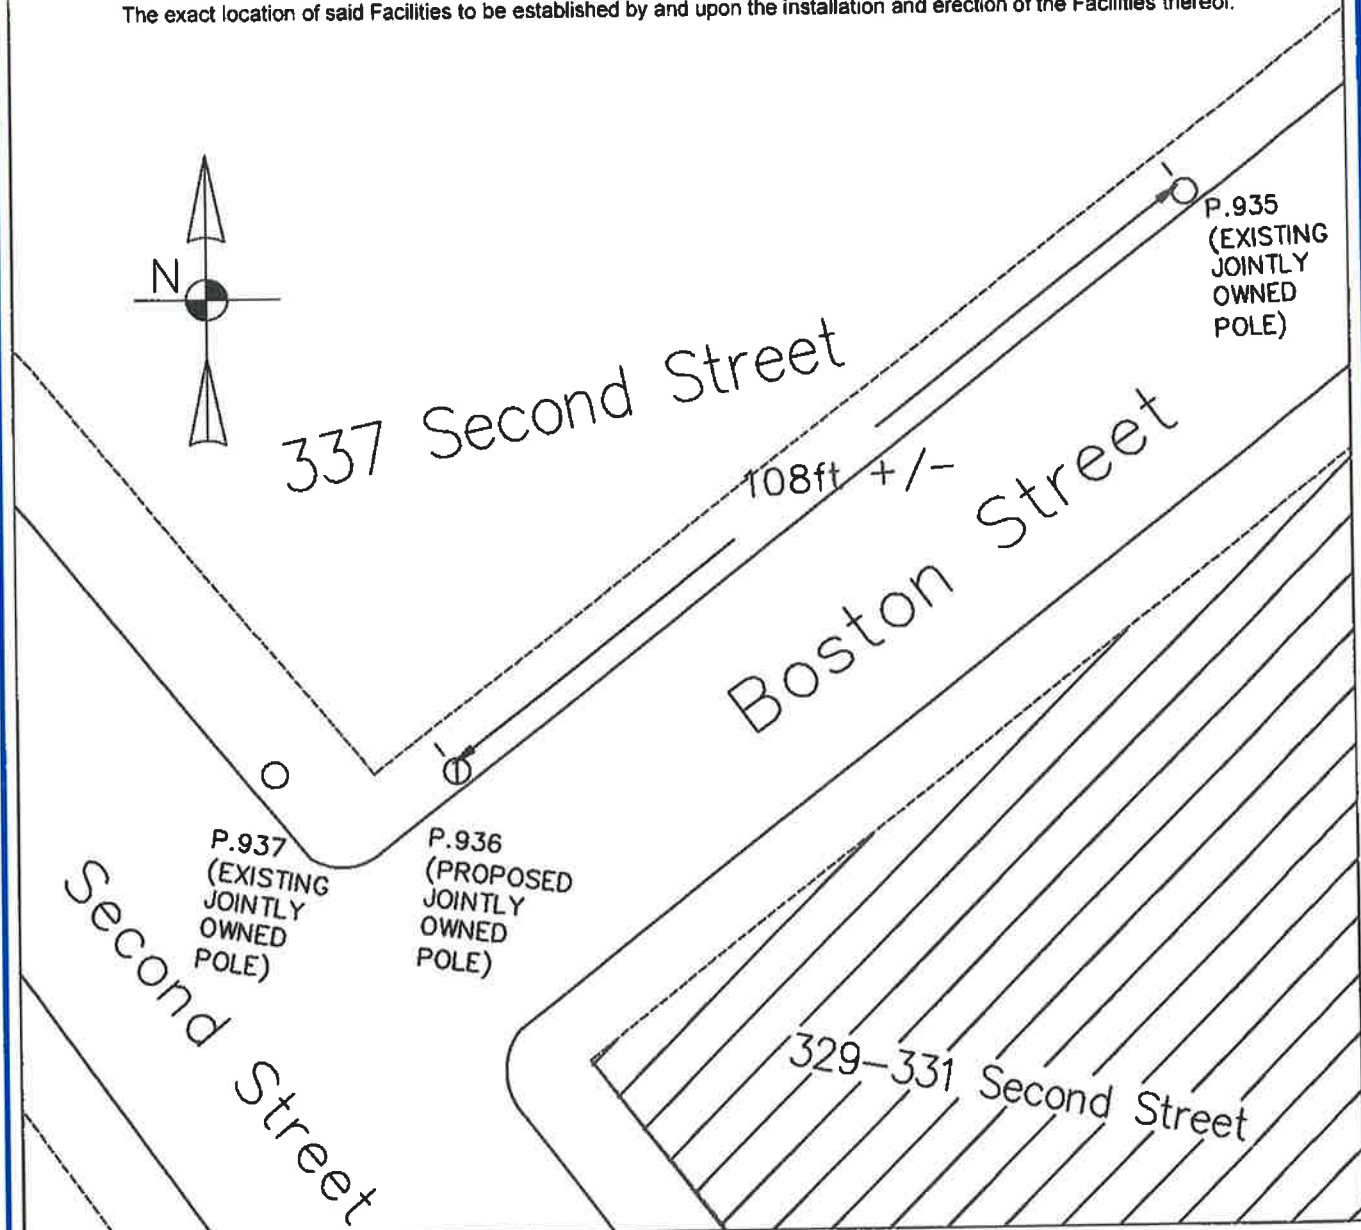 The exact location of said Facilities to be established by and upon the installation and erection of the Facilities thereof.
N
337 Second Street
P.935
(EXISTING
JOINTLY
OWNED
POLE)
108ft +/-
Boston Street
P.937
(EXISTING
JOINTLY
OWNED
POLE)
P.936
(PROPOSED
JOINTLY
OWNED
POLE)
Second Street
329-331 Second Street